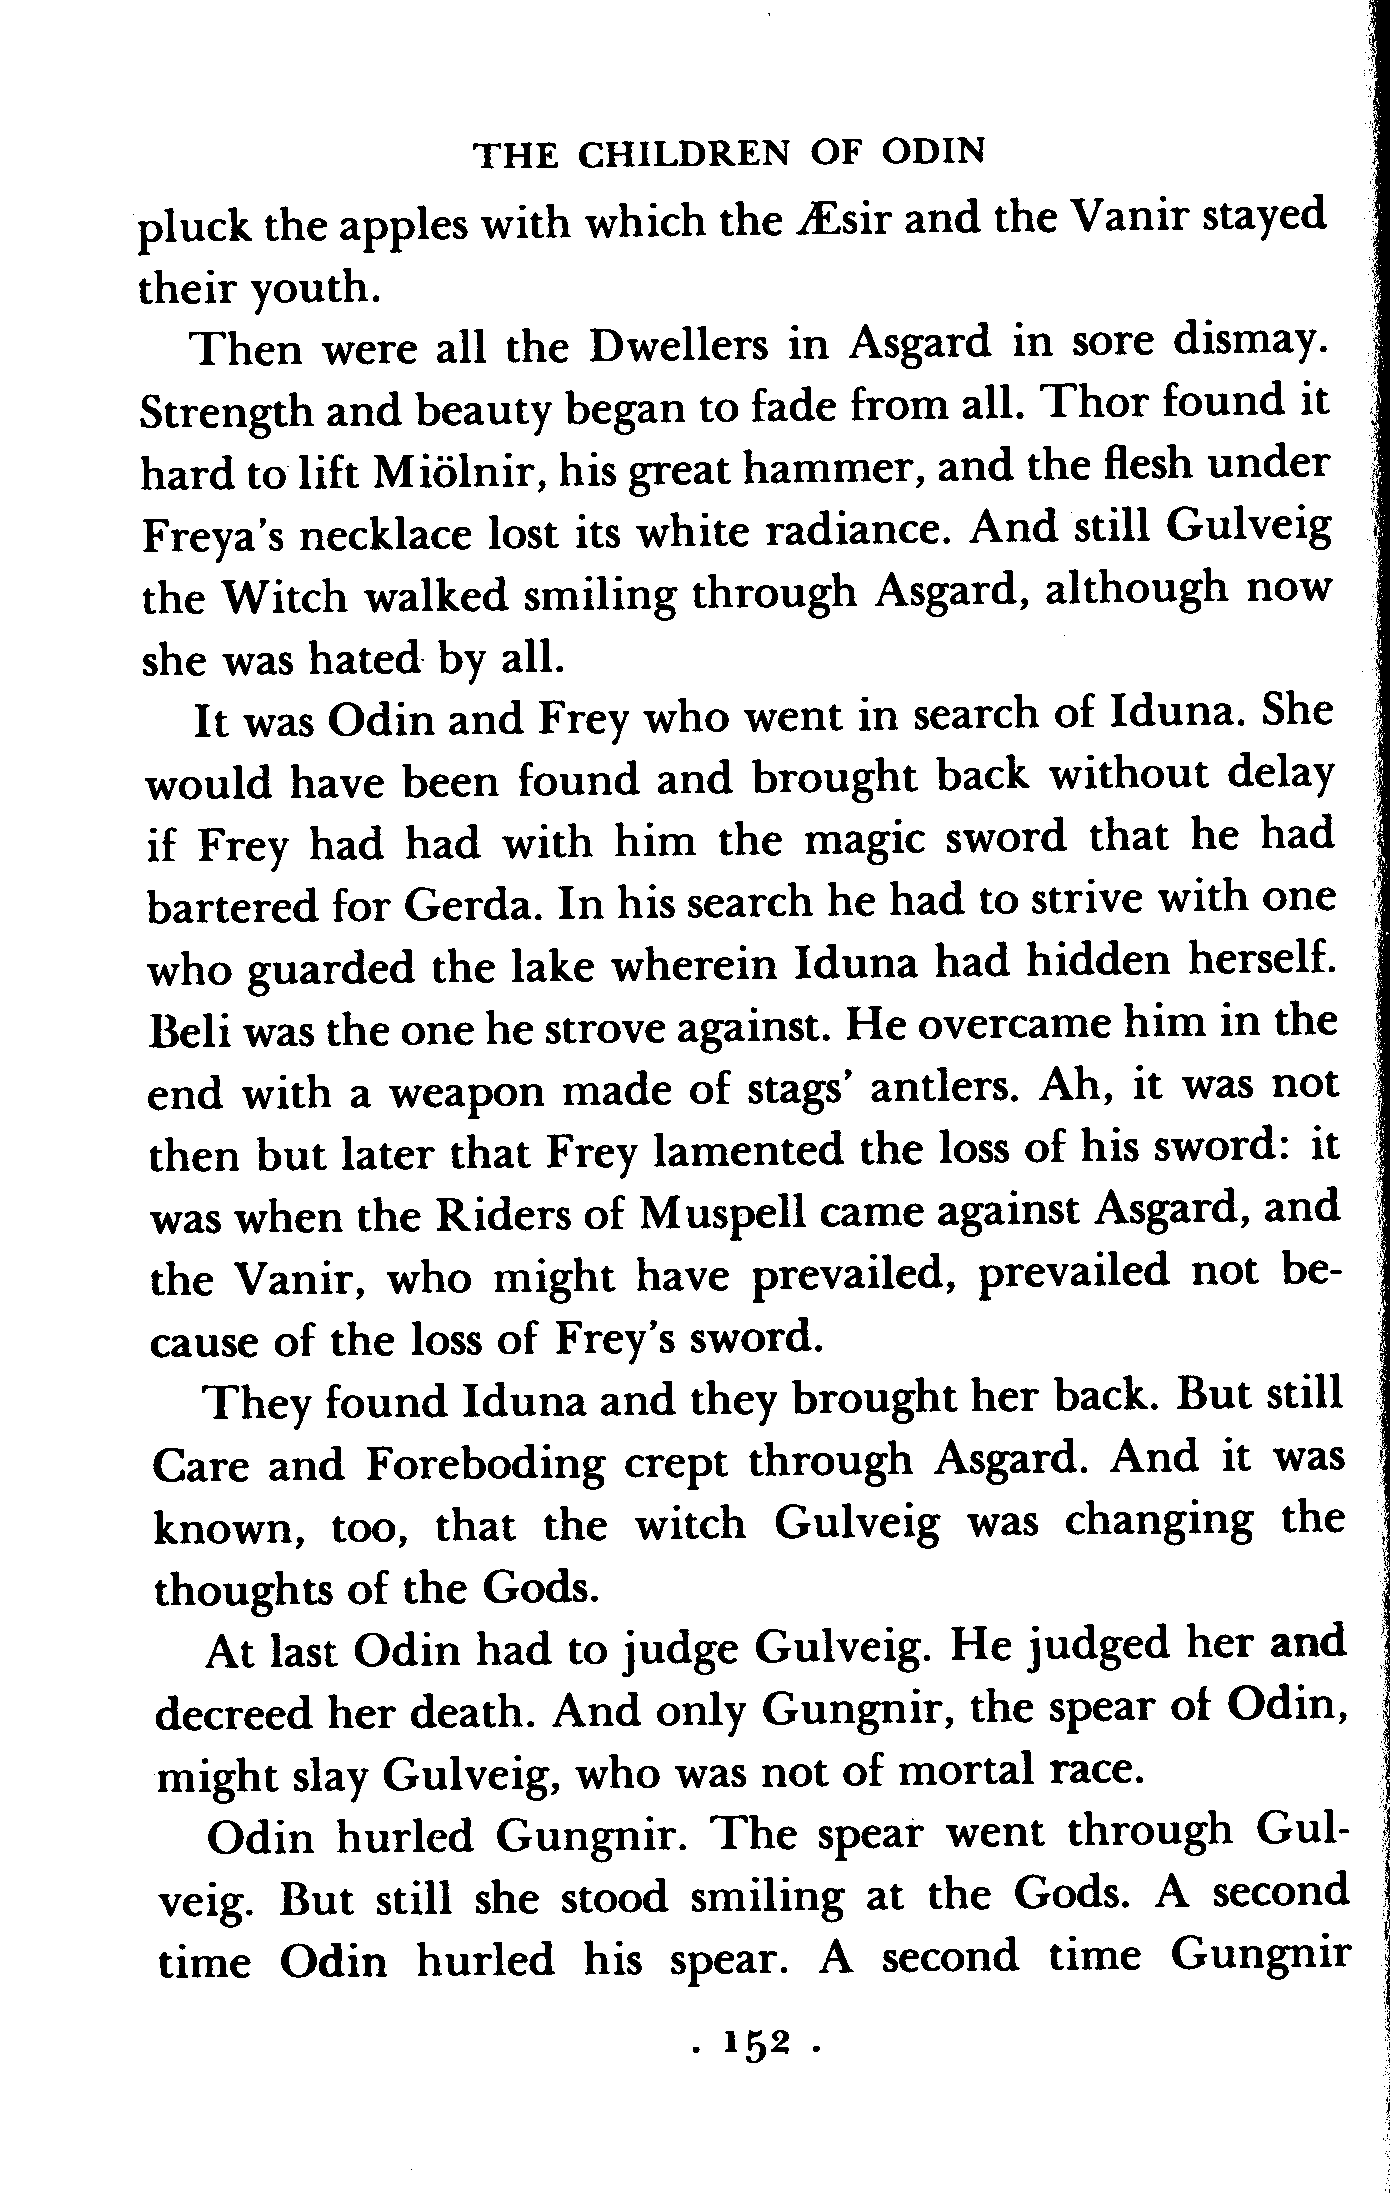 THE CHILDREN OF ODIN
pluck the apples with which the Æsir and the Vanir stayed
their youth.
Then were all the Dwellers in Asgard in sore dismay.
Strength and beauty began to fade from all. Thor found it
hard to lift Miölnir, his great hammer, and the flesh under
Freya's necklace lost its white radiance. And still Gulveig
the Witch walked smiling through Asgard, although now
she was hated by all.
It was Odin and Frey who went in search of Iduna. She
would have been found and brought back without delay
if Frey had had with him the magic sword that he had
bartered for Gerda. In his search he had to strive with one
who guarded the lake wherein Iduna had hidden herself.
Beli was the one he strove against. He overcame him in the
end with a weapon made of stags' antlers. Ah, it was not
then but later that Frey lamented the loss of his sword: it
was when the Riders of Muspell came against Asgard, and
the Vanir, who might have prevailed, prevailed not be-
cause of the loss of Frey's sword.
They found Iduna and they brought her back. But still
Care and Foreboding crept through Asgard. And it was
known, too, that the witch Gulveig was changing the
thoughts of the Gods.
At last Odin had to judge Gulveig. He judged her and
decreed her death. And only Gungnir, the spear of Odin,
might slay Gulveig, who was not of mortal race.
Odin hurled Gungnir. The spear went through Gul-
veig. But still she stood smiling at the Gods. A second
time Odin hurled his spear. A second time Gungnir
. 152 .